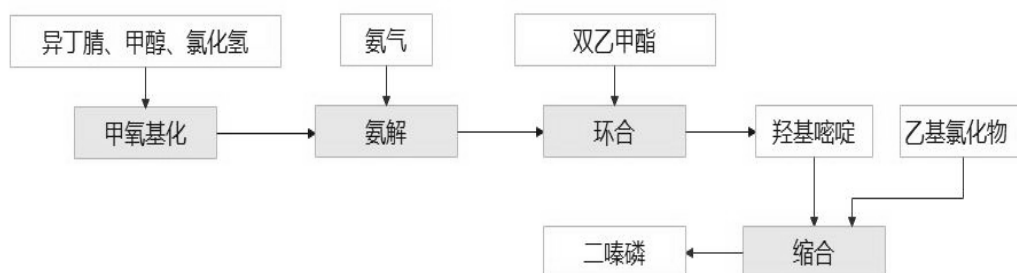 异丁腈、甲醇、氯化氢
氨气
双乙甲酯
甲氧基化
氨解
环合
羟基嘧啶
乙基氯化物
二嗪磷
缩合